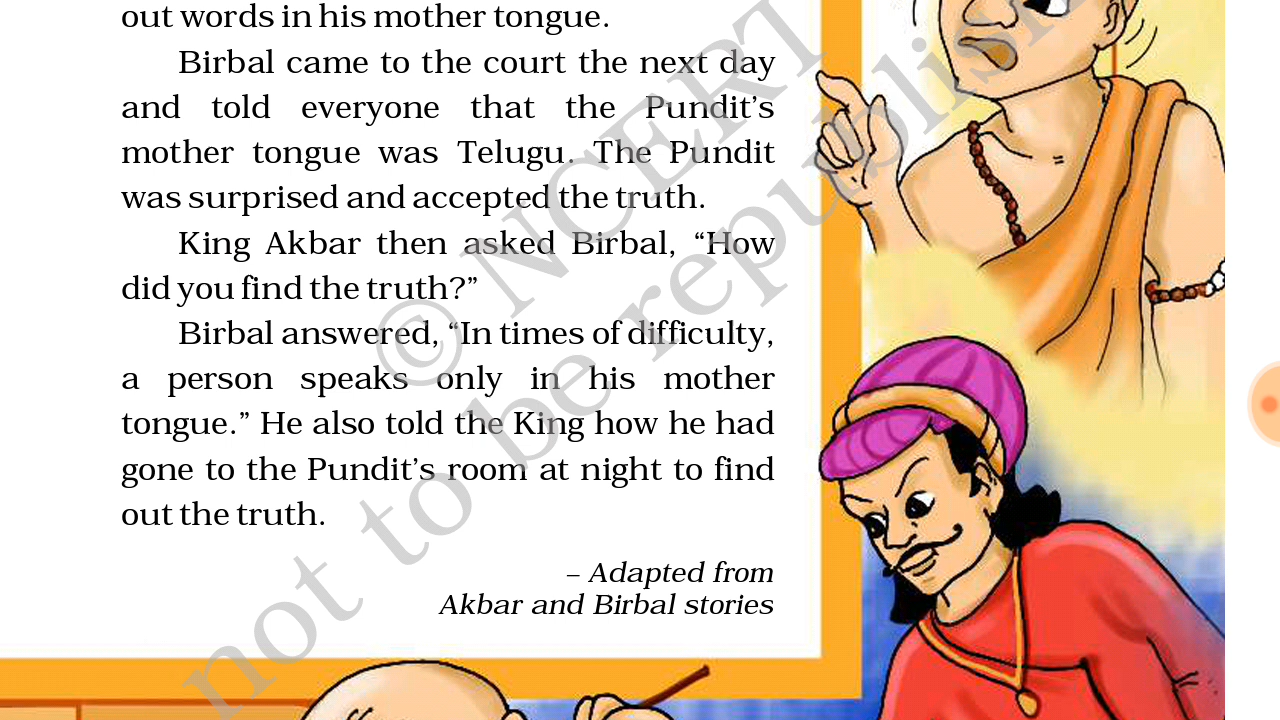 out words in his mother tongue.
Birbal came to the court the next day
and told everyone that the Pundit’s
mother tongue was Telugu. The Pundit
was surprised and accepted the truth.
King Akbar then asked Birbal, “How
did you find the truth?”
Birbal answered, “In times of difficulty,
a person speaks only in his mother
tongue.” He also told the King how he had
gone to the Pundit’s room at night to find
out the truth.
– Adapted from
Akbar and Birbal stories
© NCERT
not to be republish